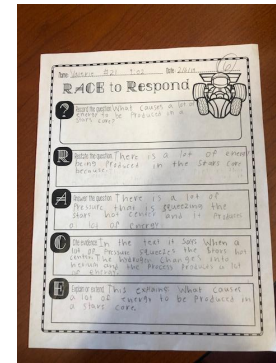 Name: #21 Date:
RACE to Respond
? Record the question What causes a lot of
energy to be produced in a
stars core?
R Restate the question There is a lot of energy
being produced in the stars core
because.
A Answer the question There is a lot of
pressure that is squeezing the
stars hot center and it produces
a lot of energy.
C Cite evidence In the text it says When a
lot of pressure squeezes the stars hot
center. The hydrogen changes into
helium and the process produces a lot
of energy.
E Explain or extend This explains what causes
a lot of energy to be produced in
a stars core.